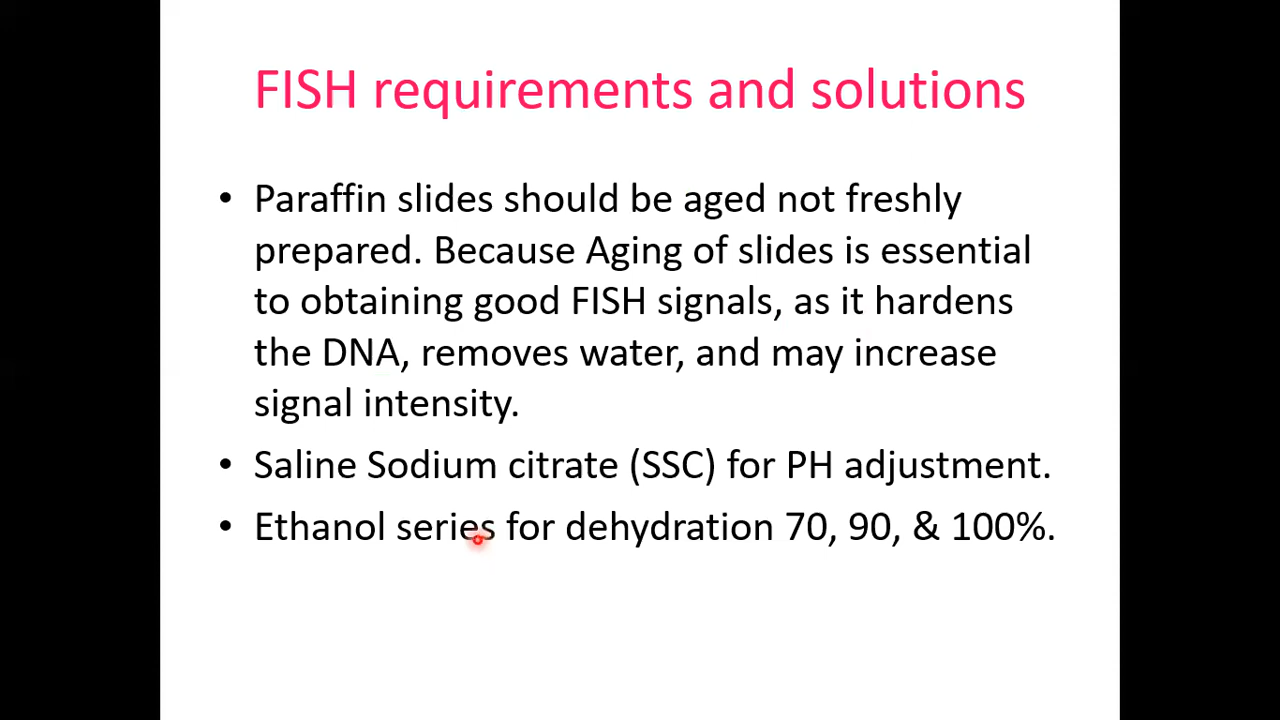 FISH requirements and solutions
• Paraffin slides should be aged not freshly
prepared. Because Aging of slides is essential
to obtaining good FISH signals, as it hardens
the DNA, removes water, and may increase
signal intensity.
• Saline Sodium citrate (SSC) for PH adjustment.
• Ethanol series for dehydration 70, 90, & 100%.